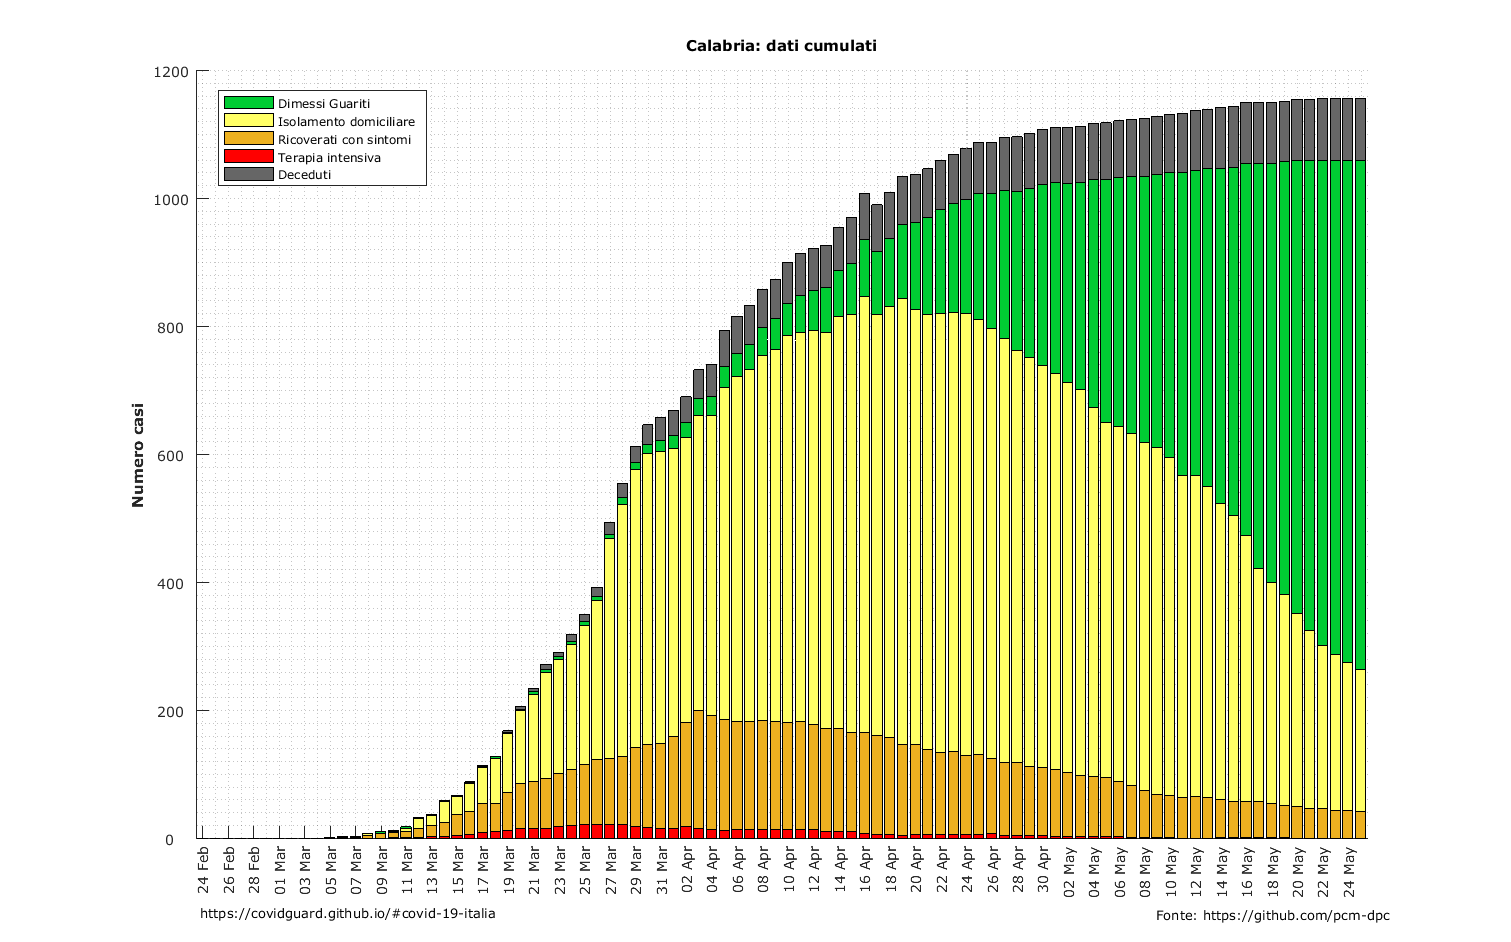 Calabria: dati cumulati
1200
1000
800
600
400
200
0
Numero casi
Dimessi Guariti
Isolamento domiciliare
Ricoverati con sintomi
Terapia intensiva
Deceduti
24 Feb
26 Feb
28 Feb
01 Mar
03 Mar
05 Mar
07 Mar
09 Mar
11 Mar
13 Mar
15 Mar
17 Mar
19 Mar
21 Mar
23 Mar
25 Mar
27 Mar
29 Mar
31 Mar
02 Apr
04 Apr
06 Apr
08 Apr
10 Apr
12 Apr
14 Apr
16 Apr
18 Apr
20 Apr
22 Apr
24 Apr
26 Apr
28 Apr
30 Apr
02 May
04 May
06 May
08 May
10 May
12 May
14 May
16 May
18 May
20 May
22 May
24 May
https://covidguard.github.io/#covid-19-italia
Fonte: https://github.com/pcm-dpc